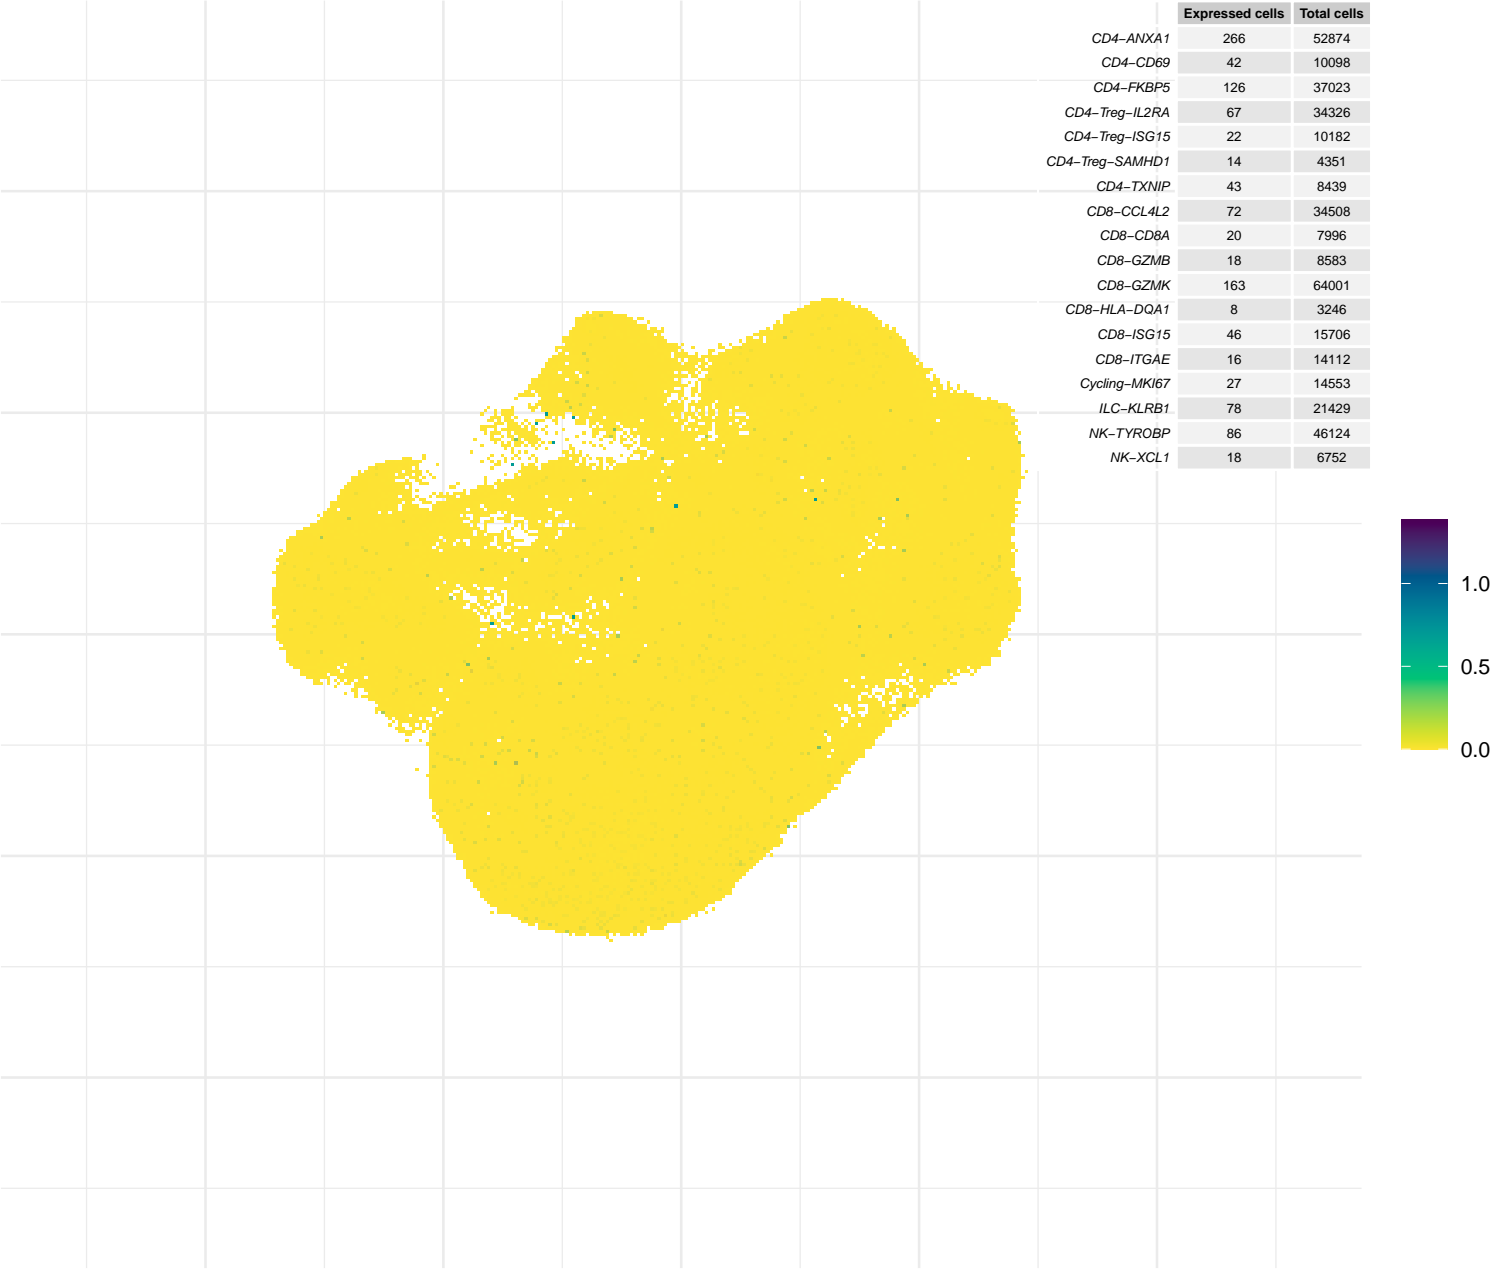 Expressed cells Total cells
CD4−ANXA1 266 52874
CD4−CD69 42 10098
CD4−FKBP5 126 37023
CD4−Treg−IL2RA 67 34326
CD4−Treg−ISG15 22 10182
CD4−Treg−SAMHD1 14 4351
CD4−TXNIP 43 8439
CD8−CCL4L2 72 34508
CD8−CD8A 20 7996
CD8−GZMB 18 8583
CD8−GZMK 163 64001
CD8−HLA−DQA1 8 3246
CD8−ISG15 46 15706
CD8−ITGAE 16 14112
Cycling−MKI67 27 14553
ILC−KLRB1 78 21429
NK−TYROBP 86 46124
NK−XCL1 18 6752
1.0
0.5
0.0